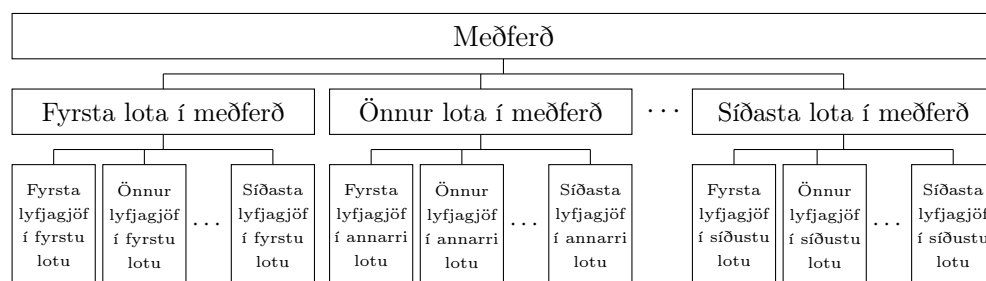 Meðferð
Fyrsta lota í meðferð
Önnur lota í meðferð
...
Síðasta lota í meðferð
Fyrsta
lyfjagjöf
í fyrstu
lotu
Önnur
lyfjagjöf
í fyrstu
lotu
...
Síðasta
lyfjagjöf
í fyrstu
lotu
Fyrsta
lyfjagjöf
í annarri
lotu
Önnur
lyfjagjöf
í annarri
lotu
...
Síðasta
lyfjagjöf
í annarri
lotu
Fyrsta
lyfjagjöf
í síðustu
lotu
Önnur
lyfjagjöf
í síðustu
lotu
...
Síðasta
lyfjagjöf
í síðustu
lotu